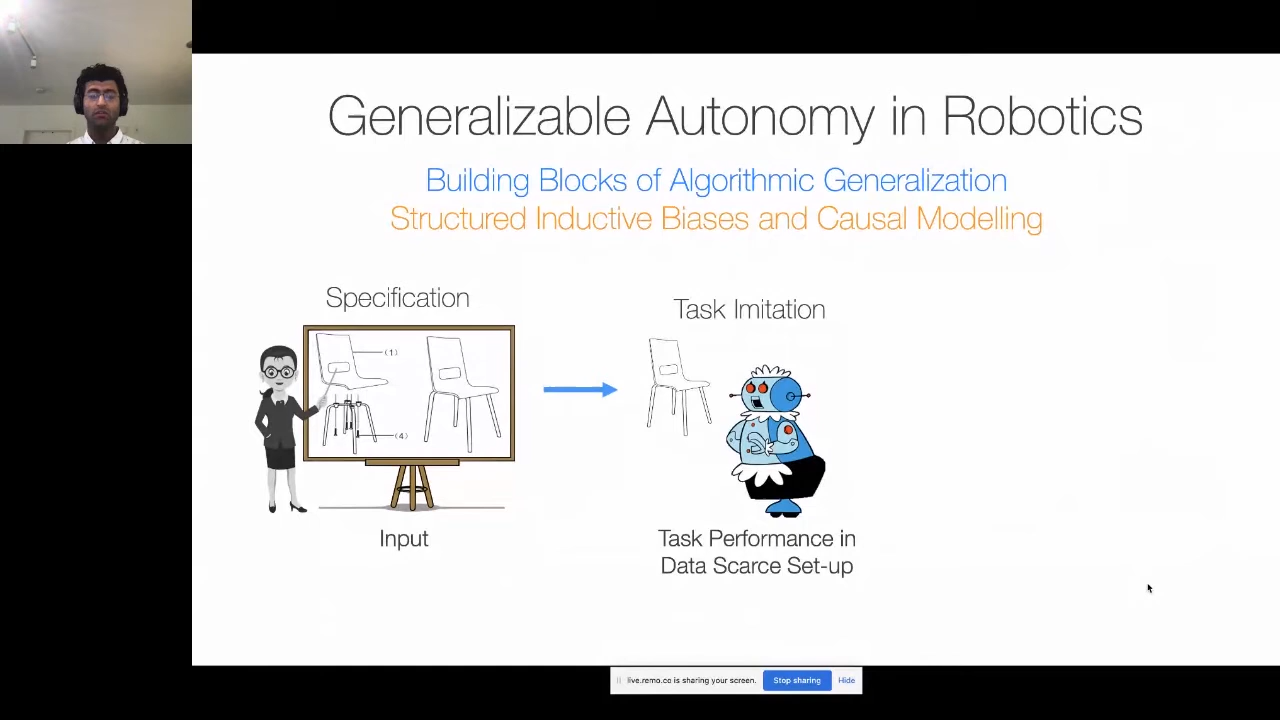 Generalizable Autonomy in Robotics
Building Blocks of Algorithmic Generalization
Structured Inductive Biases and Causal Modelling
Specification
Task Imitation
(1)
(4)
Input
Task Performance in
Data Scarce Set-up
live.remo.co is sharing your screen.
Stop sharing
Hide